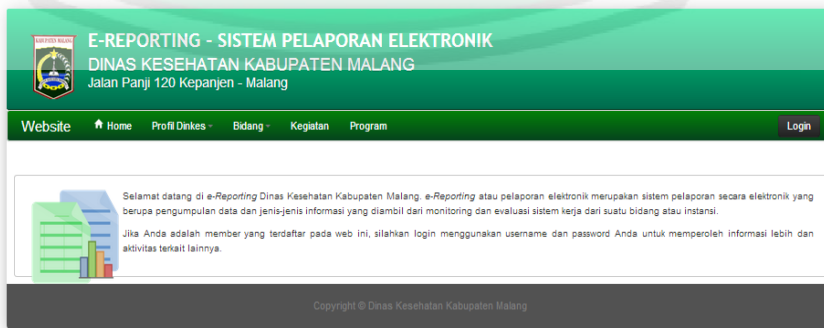 KABUPATEN MALANG
E-REPORTING - SISTEM PELAPORAN ELEKTRONIK
DINAS KESEHATAN KABUPATEN MALANG
Jalan Panji 120 Kepanjen - Malang
Website Home Profil Dinkes Bidang Kegiatan Program Login
Selamat datang di e-Reporting Dinas Kesehatan Kabupaten Malang. e-Reporting atau pelaporan elektronik merupakan sistem pelaporan secara elektronik yang
berupa pengumpulan data dan jenis-jenis informasi yang diambil dari monitoring dan evaluasi sistem kerja dari suatu bidang atau instansi.
Jika Anda adalah member yang terdaftar pada web ini, silahkan login menggunakan username dan password Anda untuk memperoleh informasi lebih dan
aktivitas terkait lainnya.
Copyright © Dinas Kesehatan Kabupaten Malang